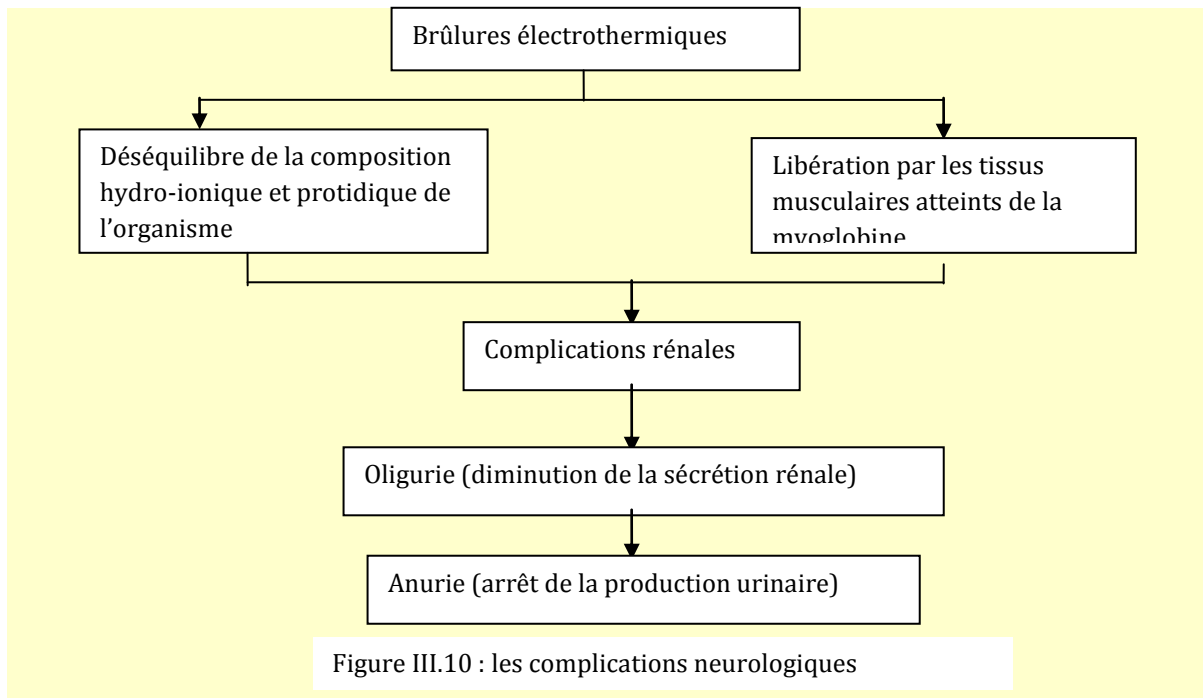 Brûlures électrothermiques
Déséquilibre de la composition
hydro-ionique et protidique de
l’organisme
Libération par les tissus
musculaires atteints de la
myoglobine
Complications rénales
Oligurie (diminution de la sécrétion rénale)
Anurie (arrêt de la production urinaire)
Figure III.10 : les complications neurologiques